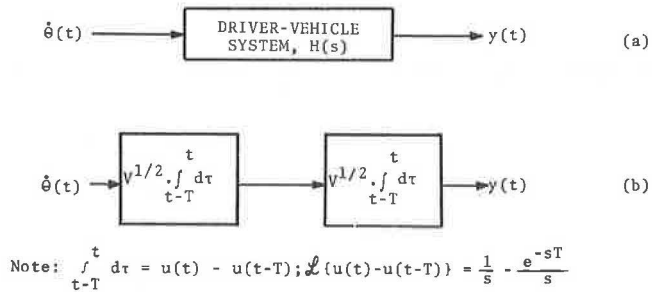 θ̇(t) DRIVER-VEHICLE y(t) (a)
SYSTEM, H(s)
θ̇(t) V^1/2·∫_{t-T}^{t} dτ V^1/2·∫_{t-T}^{t} dτ y(t) (b)
Note: ∫_{t-T}^{t} dτ = u(t) - u(t-T); ℒ{u(t)-u(t-T)} = 1/s - e^-sT/s